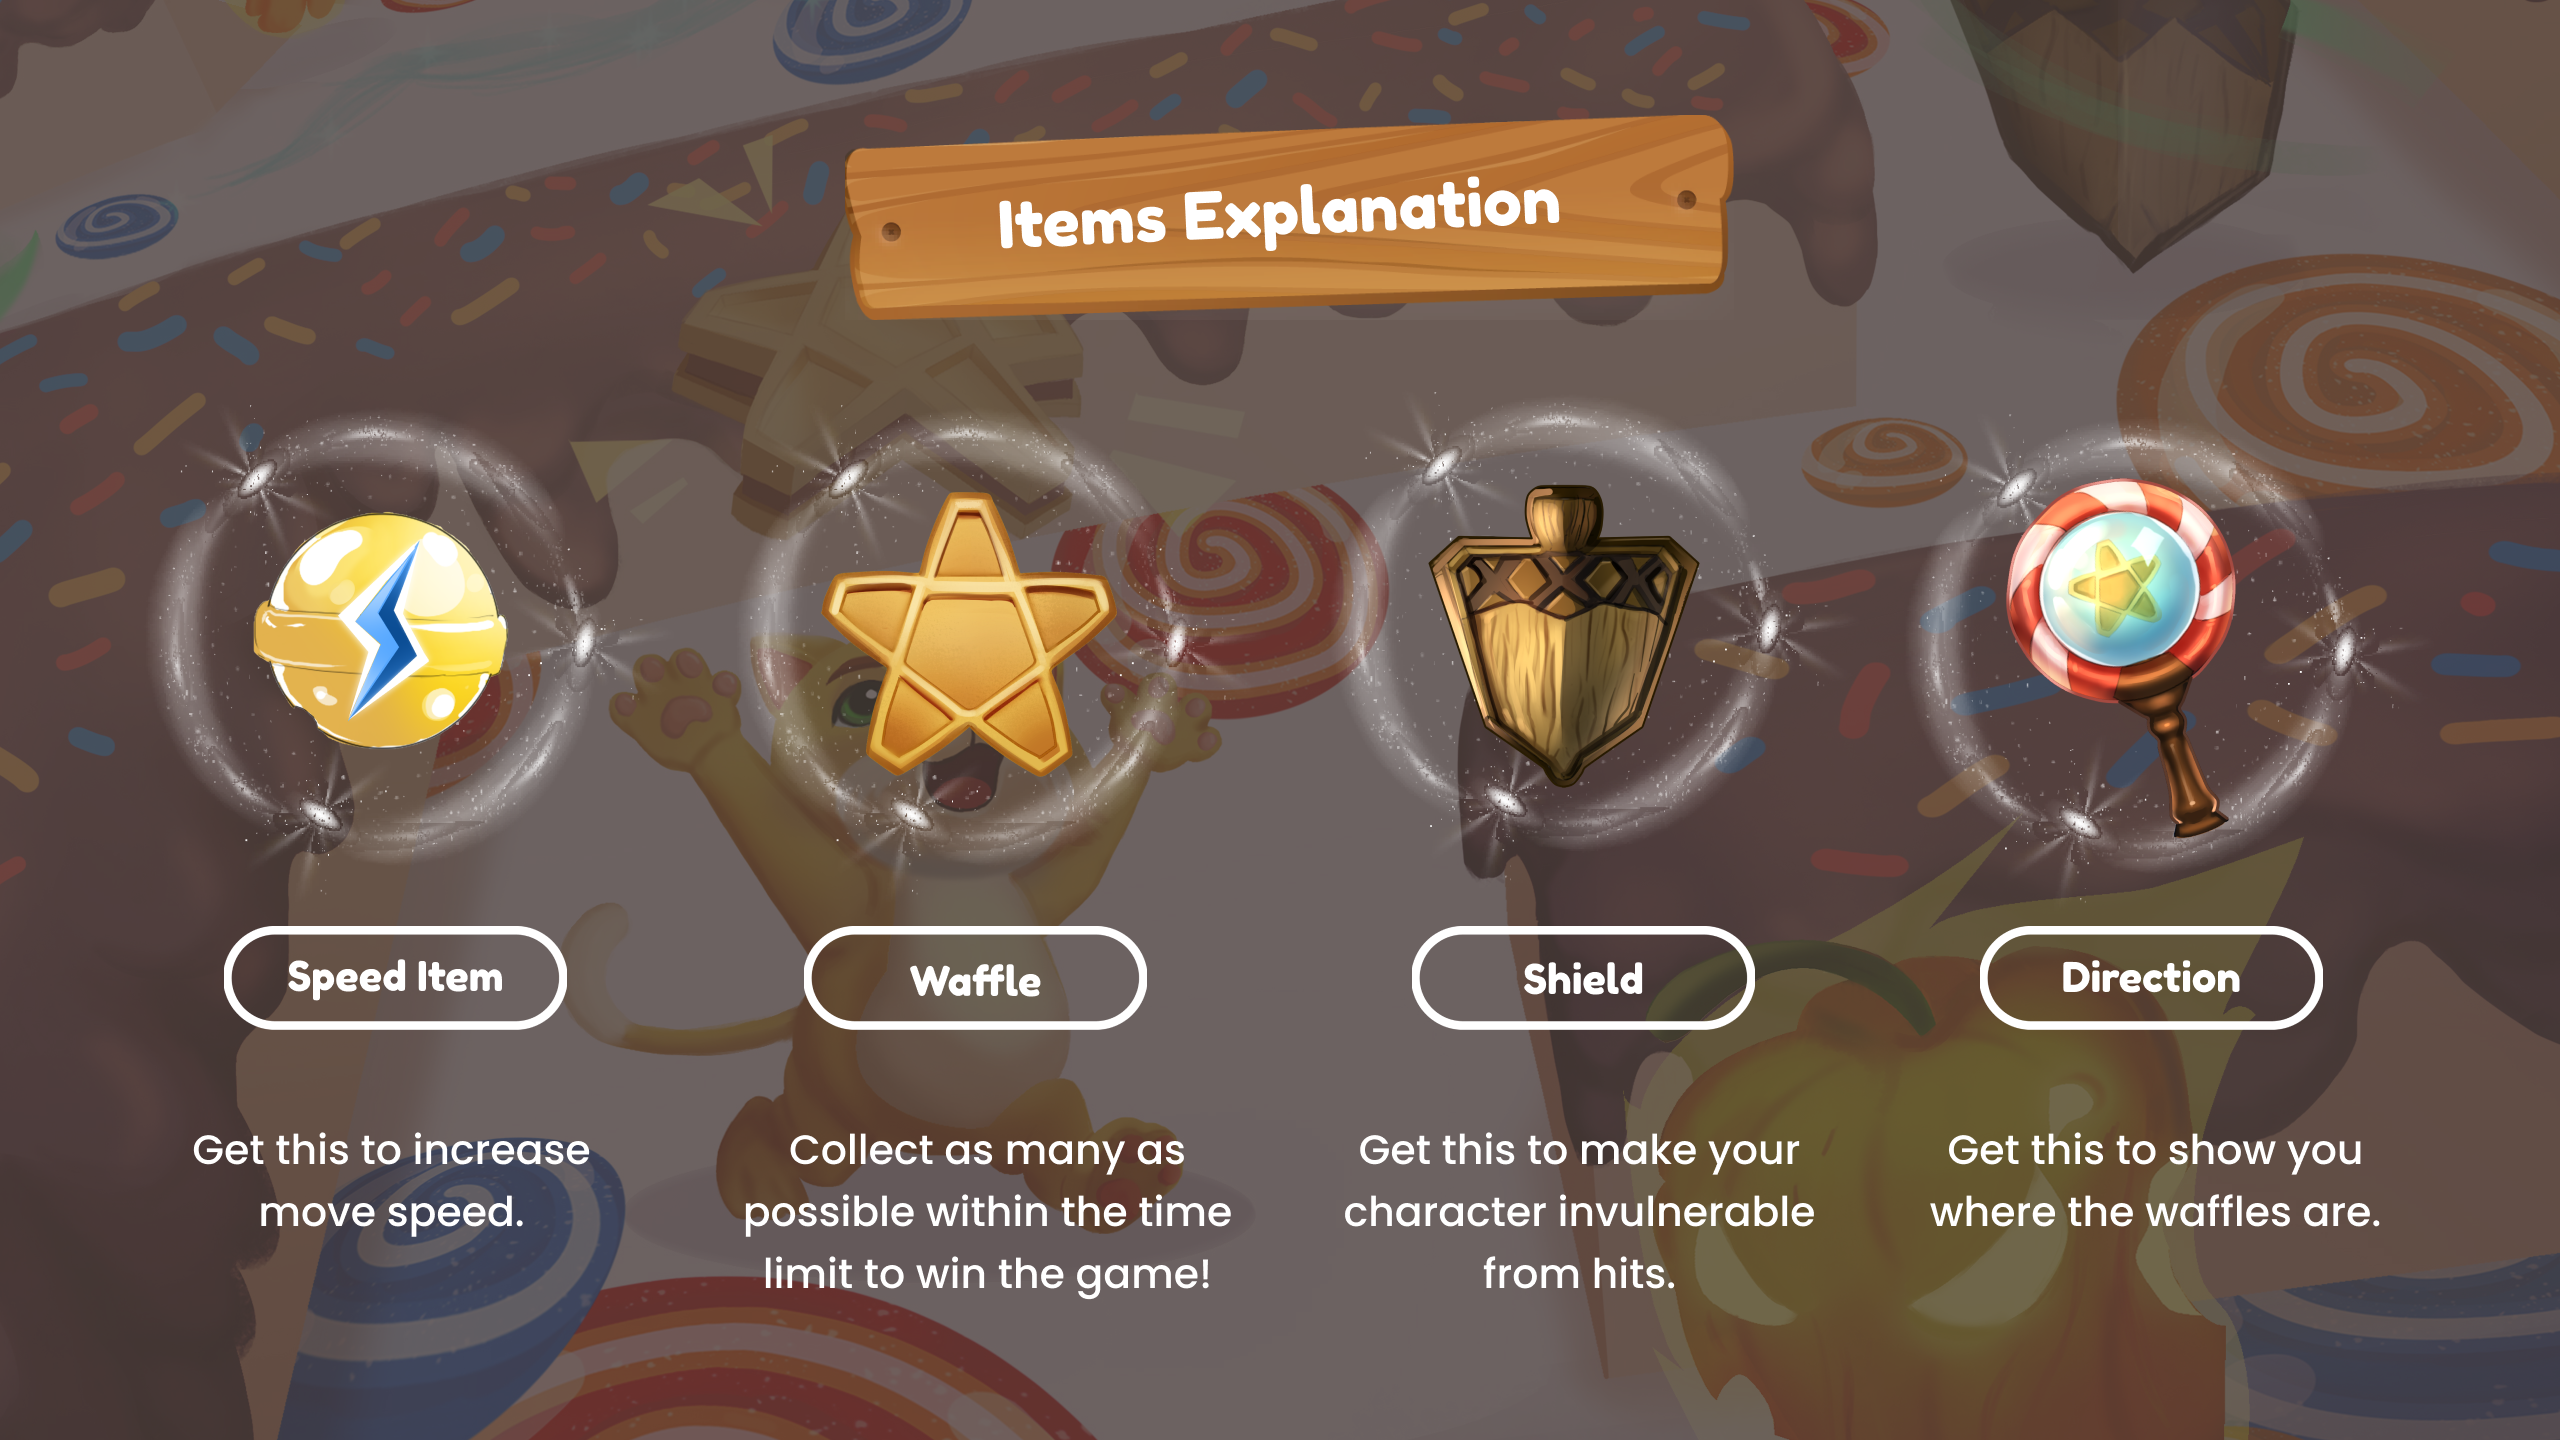 Items Explanation
Speed Item
Get this to increase
move speed.
Waffle
Collect as many as
possible within the time
limit to win the game!
Shield
Get this to make your
character invulnerable
from hits.
Direction
Get this to show you
where the waffles are.